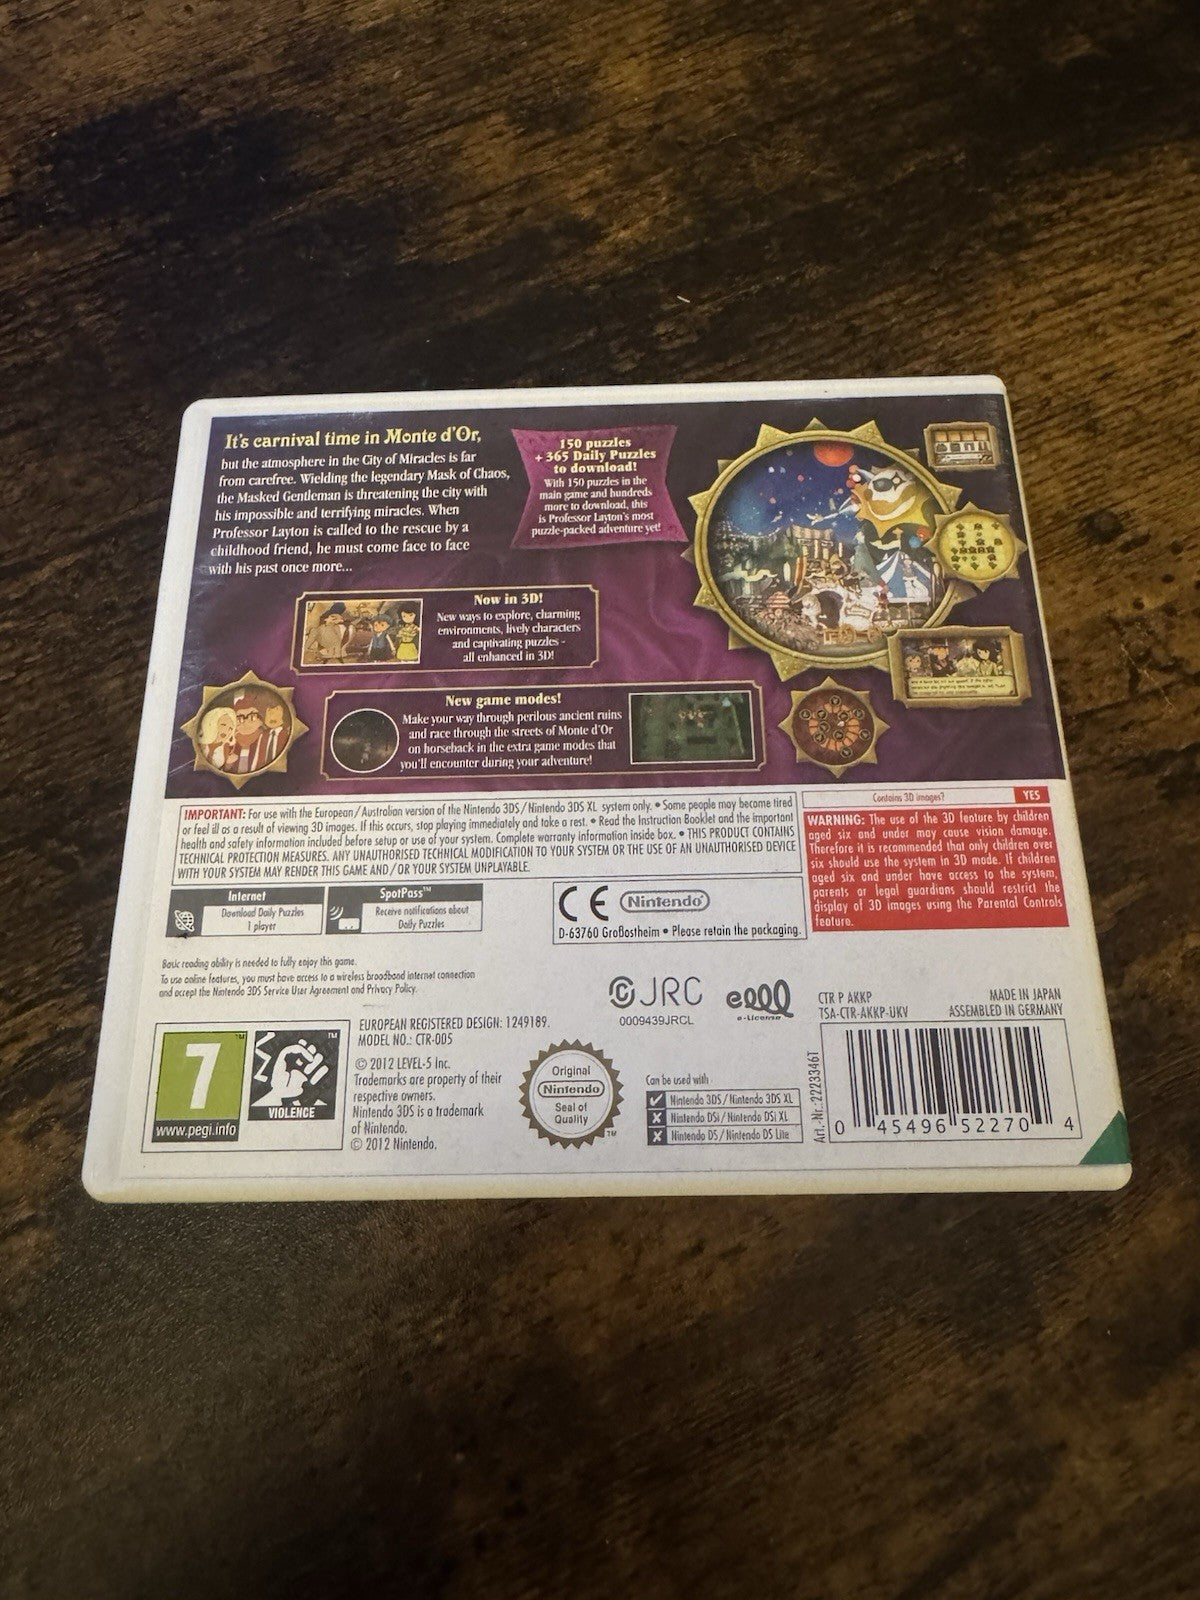 It's carnival time in Monte d'Or,
but the atmosphere in the City of Miracles is far
from carefree. Wielding the legendary Mask of Chaos,
the Masked Gentleman is threatening the city with
his impossible and terrifying miracles. When
Professor Layton is called to the rescue by a
childhood friend, he must come face to face
with his past once more...
150 puzzles
+ 365 Daily Puzzles
to download!
With 150 puzzles in the
main game and hundreds
more to download, this
is Professor Layton's most
puzzle-packed adventure yet!
Now in 3D!
New ways to explore, charming
environments, lively characters
and captivating puzzles -
all enhanced in 3D!
New game modes!
Make your way through perilous ancient ruins
and race through the streets of Monte d'Or
on horseback in the extra game modes that
you'll encounter during your adventure!
IMPORTANT: For use with the European/Australian version of the Nintendo 3DS/Nintendo 3DS XL system only. • Some people may become tired
or feel ill as a result of viewing 3D images. If this occurs, stop playing immediately and take a rest. • Read the Instruction Booklet and the important
health and safety information included before setup or use of your system. Complete warranty information inside box. • THIS PRODUCT CONTAINS
TECHNICAL PROTECTION MEASURES. ANY UNAUTHORISED TECHNICAL MODIFICATION TO YOUR SYSTEM OR THE USE OF AN UNAUTHORISED DEVICE
WITH YOUR SYSTEM MAY RENDER THIS GAME AND/OR YOUR SYSTEM UNPLAYABLE.
Contains 3D images? YES
WARNING: The use of the 3D feature by children
aged six and under may cause vision damage.
Therefore it is recommended that only children over
six should use the system in 3D mode. If children
aged six and under have access to the system,
parents or legal guardians should restrict the
display of 3D images using the Parental Controls
feature.
Internet
Download Daily Puzzles
1 player
SpotPass™
Receive notifications about
Daily Puzzles
CE Nintendo®
D-63760 Großostheim • Please retain the packaging.
Basic reading ability is needed to fully enjoy this game.
To use online features, you must have access to a wireless broadband internet connection
and accept the Nintendo 3DS Service User Agreement and Privacy Policy.
JRC
0009439JRCL
e-License
CTR P AKKP
TSA-CTR-AKKP-UKV
MADE IN JAPAN
ASSEMBLED IN GERMANY
7
www.pegi.info
VIOLENCE
EUROPEAN REGISTERED DESIGN: 1249189.
MODEL NO.: CTR-005
© 2012 LEVEL-5 Inc.
Trademarks are property of their
respective owners.
Nintendo 3DS is a trademark
of Nintendo.
© 2012 Nintendo.
Original
Nintendo®
Seal of
Quality
TM
Can be used with
Nintendo 3DS / Nintendo 3DS XL
Nintendo DSi / Nintendo DSi XL
Nintendo DS / Nintendo DS Lite
Art.-Nr.:2223346T
0 45496 52270 4